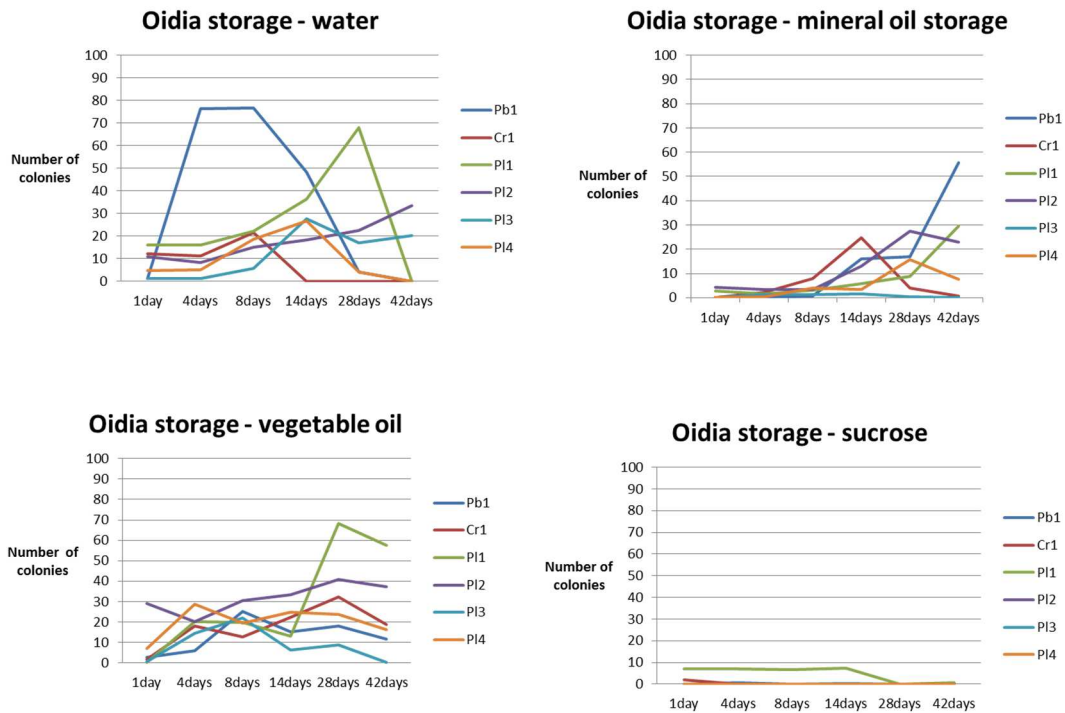 Oidia storage - water
100
90
80
70
60
50
40
30
20
10
0
Number of
colonies
1day 4days 8days 14days 28days 42days
Pb1
Cr1
Pl1
Pl2
Pl3
Pl4
Oidia storage - mineral oil storage
100
90
80
70
60
50
40
30
20
10
0
Number of
colonies
1day 4days 8days 14days 28days 42days
Pb1
Cr1
Pl1
Pl2
Pl3
Pl4
Oidia storage - vegetable oil
100
90
80
70
60
50
40
30
20
10
0
Number of
colonies
1day 4days 8days 14days 28days 42days
Pb1
Cr1
Pl1
Pl2
Pl3
Pl4
Oidia storage - sucrose
100
90
80
70
60
50
40
30
20
10
0
Number of
colonies
1day 4days 8days 14days 28days 42days
Pb1
Cr1
Pl1
Pl2
Pl3
Pl4